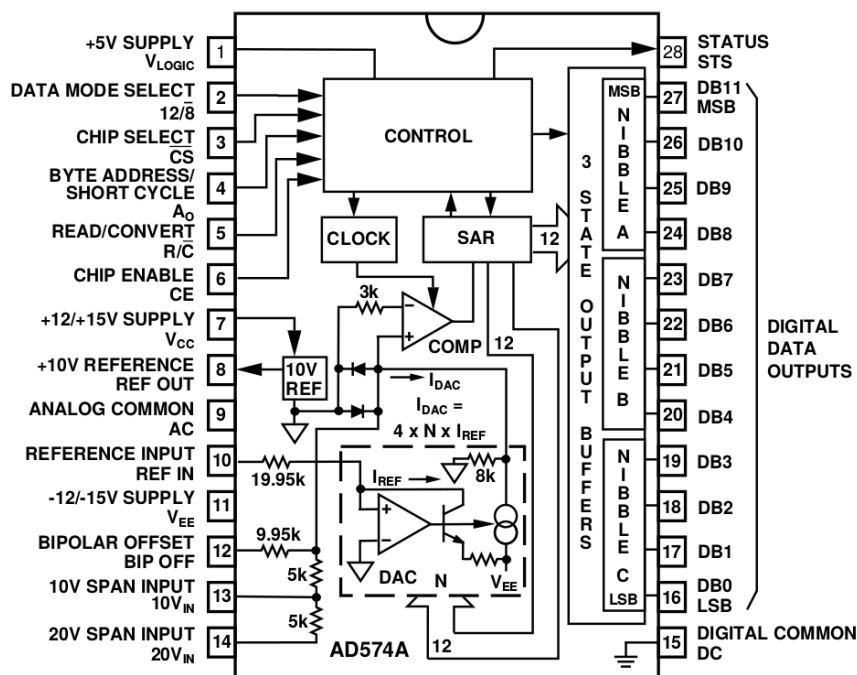 +5V SUPPLY
VLOGIC
1
DATA MODE SELECT
12/8̅
2
CHIP SELECT
C̅S̅
3
BYTE ADDRESS/
SHORT CYCLE
AO
4
READ/CONVERT
R/C̅
5
CHIP ENABLE
CE
6
+12/+15V SUPPLY
VCC
7
+10V REFERENCE
REF OUT
8
ANALOG COMMON
AC
9
REFERENCE INPUT
REF IN
10
-12/-15V SUPPLY
VEE
11
BIPOLAR OFFSET
BIP OFF
12
10V SPAN INPUT
10VIN
13
20V SPAN INPUT
20VIN
14
CONTROL
CLOCK
SAR
12
3k
−
+
COMP
12
10V
REF
IDAC
IDAC =
4 x N x IREF
19.95k
IREF
8k
+
−
9.95k
5k
5k
DAC
N
VEE
12
AD574A
3 STATE OUTPUT BUFFERS
MSB
NIBBLE A
NIBBLE B
NIBBLE C
LSB
28
STATUS
STS
27
DB11
MSB
26
DB10
25
DB9
24
DB8
23
DB7
22
DB6
21
DB5
20
DB4
19
DB3
18
DB2
17
DB1
16
DB0
LSB
15
DIGITAL COMMON
DC
DIGITAL
DATA
OUTPUTS